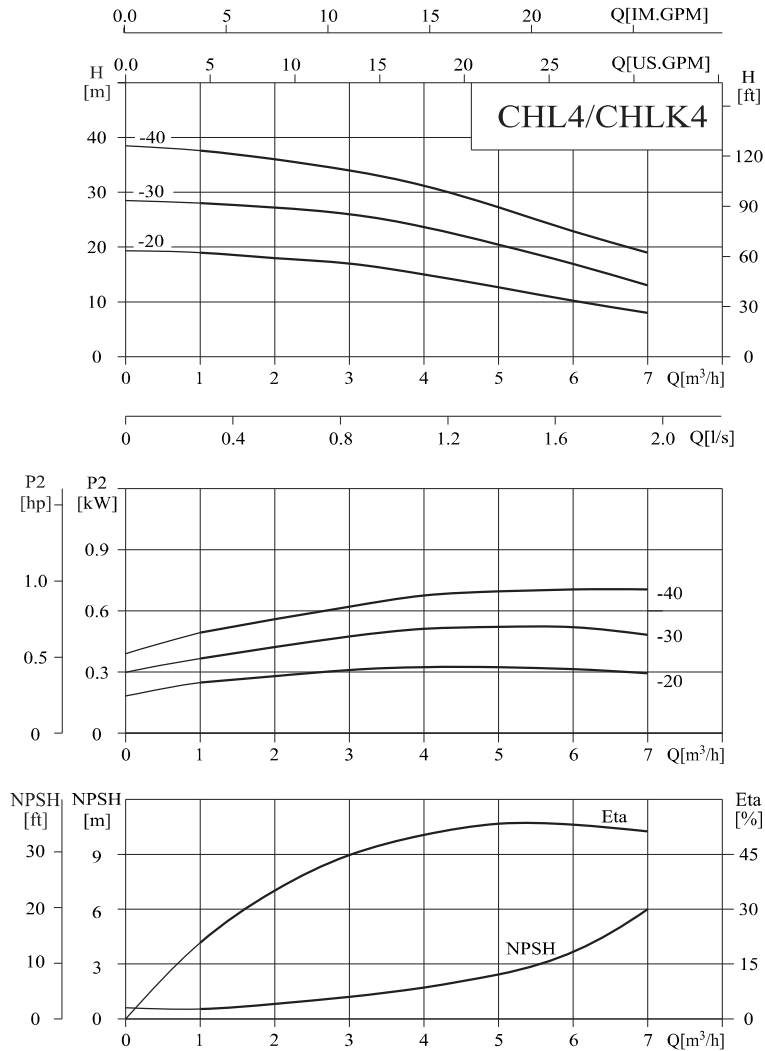 0.0 5 10 15 20 Q[IM.GPM]
0.0 5 10 15 20 25 Q[US.GPM]
H
[m]
H
[ft]
CHL4/CHLK4
40
30
20
10
0
-40
-30
-20
120
90
60
30
0
0 1 2 3 4 5 6 7 Q[m³/h]
0 0.4 0.8 1.2 1.6 2.0 Q[l/s]
P2
[hp]
P2
[kW]
1.0
0.5
0
0.9
0.6
0.3
0
-40
-30
-20
0 1 2 3 4 5 6 7 Q[m³/h]
NPSH
[ft]
NPSH
[m]
Eta
[%]
30
20
10
0
9
6
3
0
Eta
NPSH
45
30
15
0
0 1 2 3 4 5 6 7 Q[m³/h]